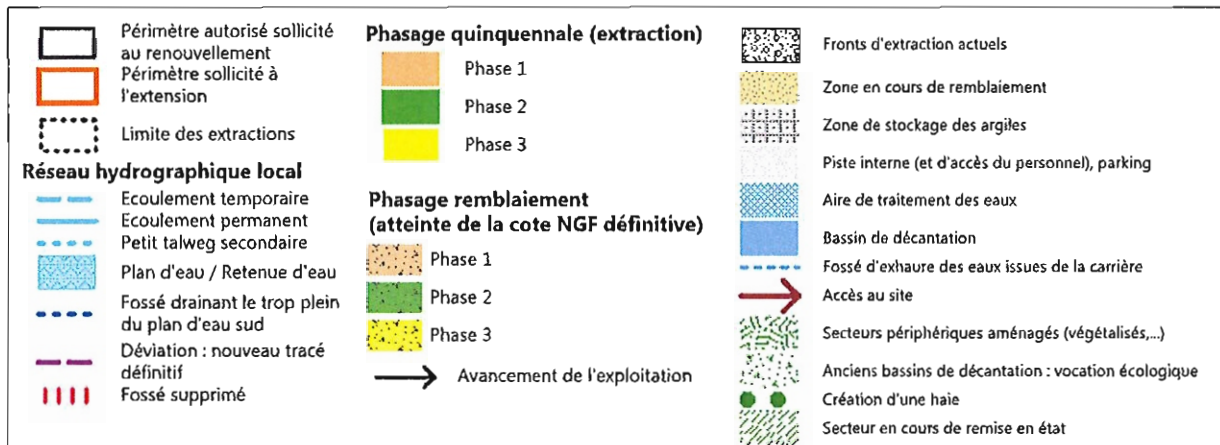 Périmètre autorisé sollicité
au renouvellement
Périmètre sollicité à
l'extension
Limite des extractions
Réseau hydrographique local
Ecoulement temporaire
Ecoulement permanent
Petit talweg secondaire
Plan d'eau / Retenue d'eau
Fossé drainant le trop plein
du plan d'eau sud
Déviation : nouveau tracé
définitif
Fossé supprimé
Phasage quinquennale (extraction)
Phase 1
Phase 2
Phase 3
Phasage remblaiement
(atteinte de la cote NGF définitive)
Phase 1
Phase 2
Phase 3
Avancement de l'exploitation
Fronts d'extraction actuels
Zone en cours de remblaiement
Zone de stockage des argiles
Piste interne (et d'accès du personnel), parking
Aire de traitement des eaux
Bassin de décantation
Fossé d'exhaure des eaux issues de la carrière
Accès au site
Secteurs périphériques aménagés (végétalisés,...)
Anciens bassins de décantation : vocation écologique
Création d'une haie
Secteur en cours de remise en état